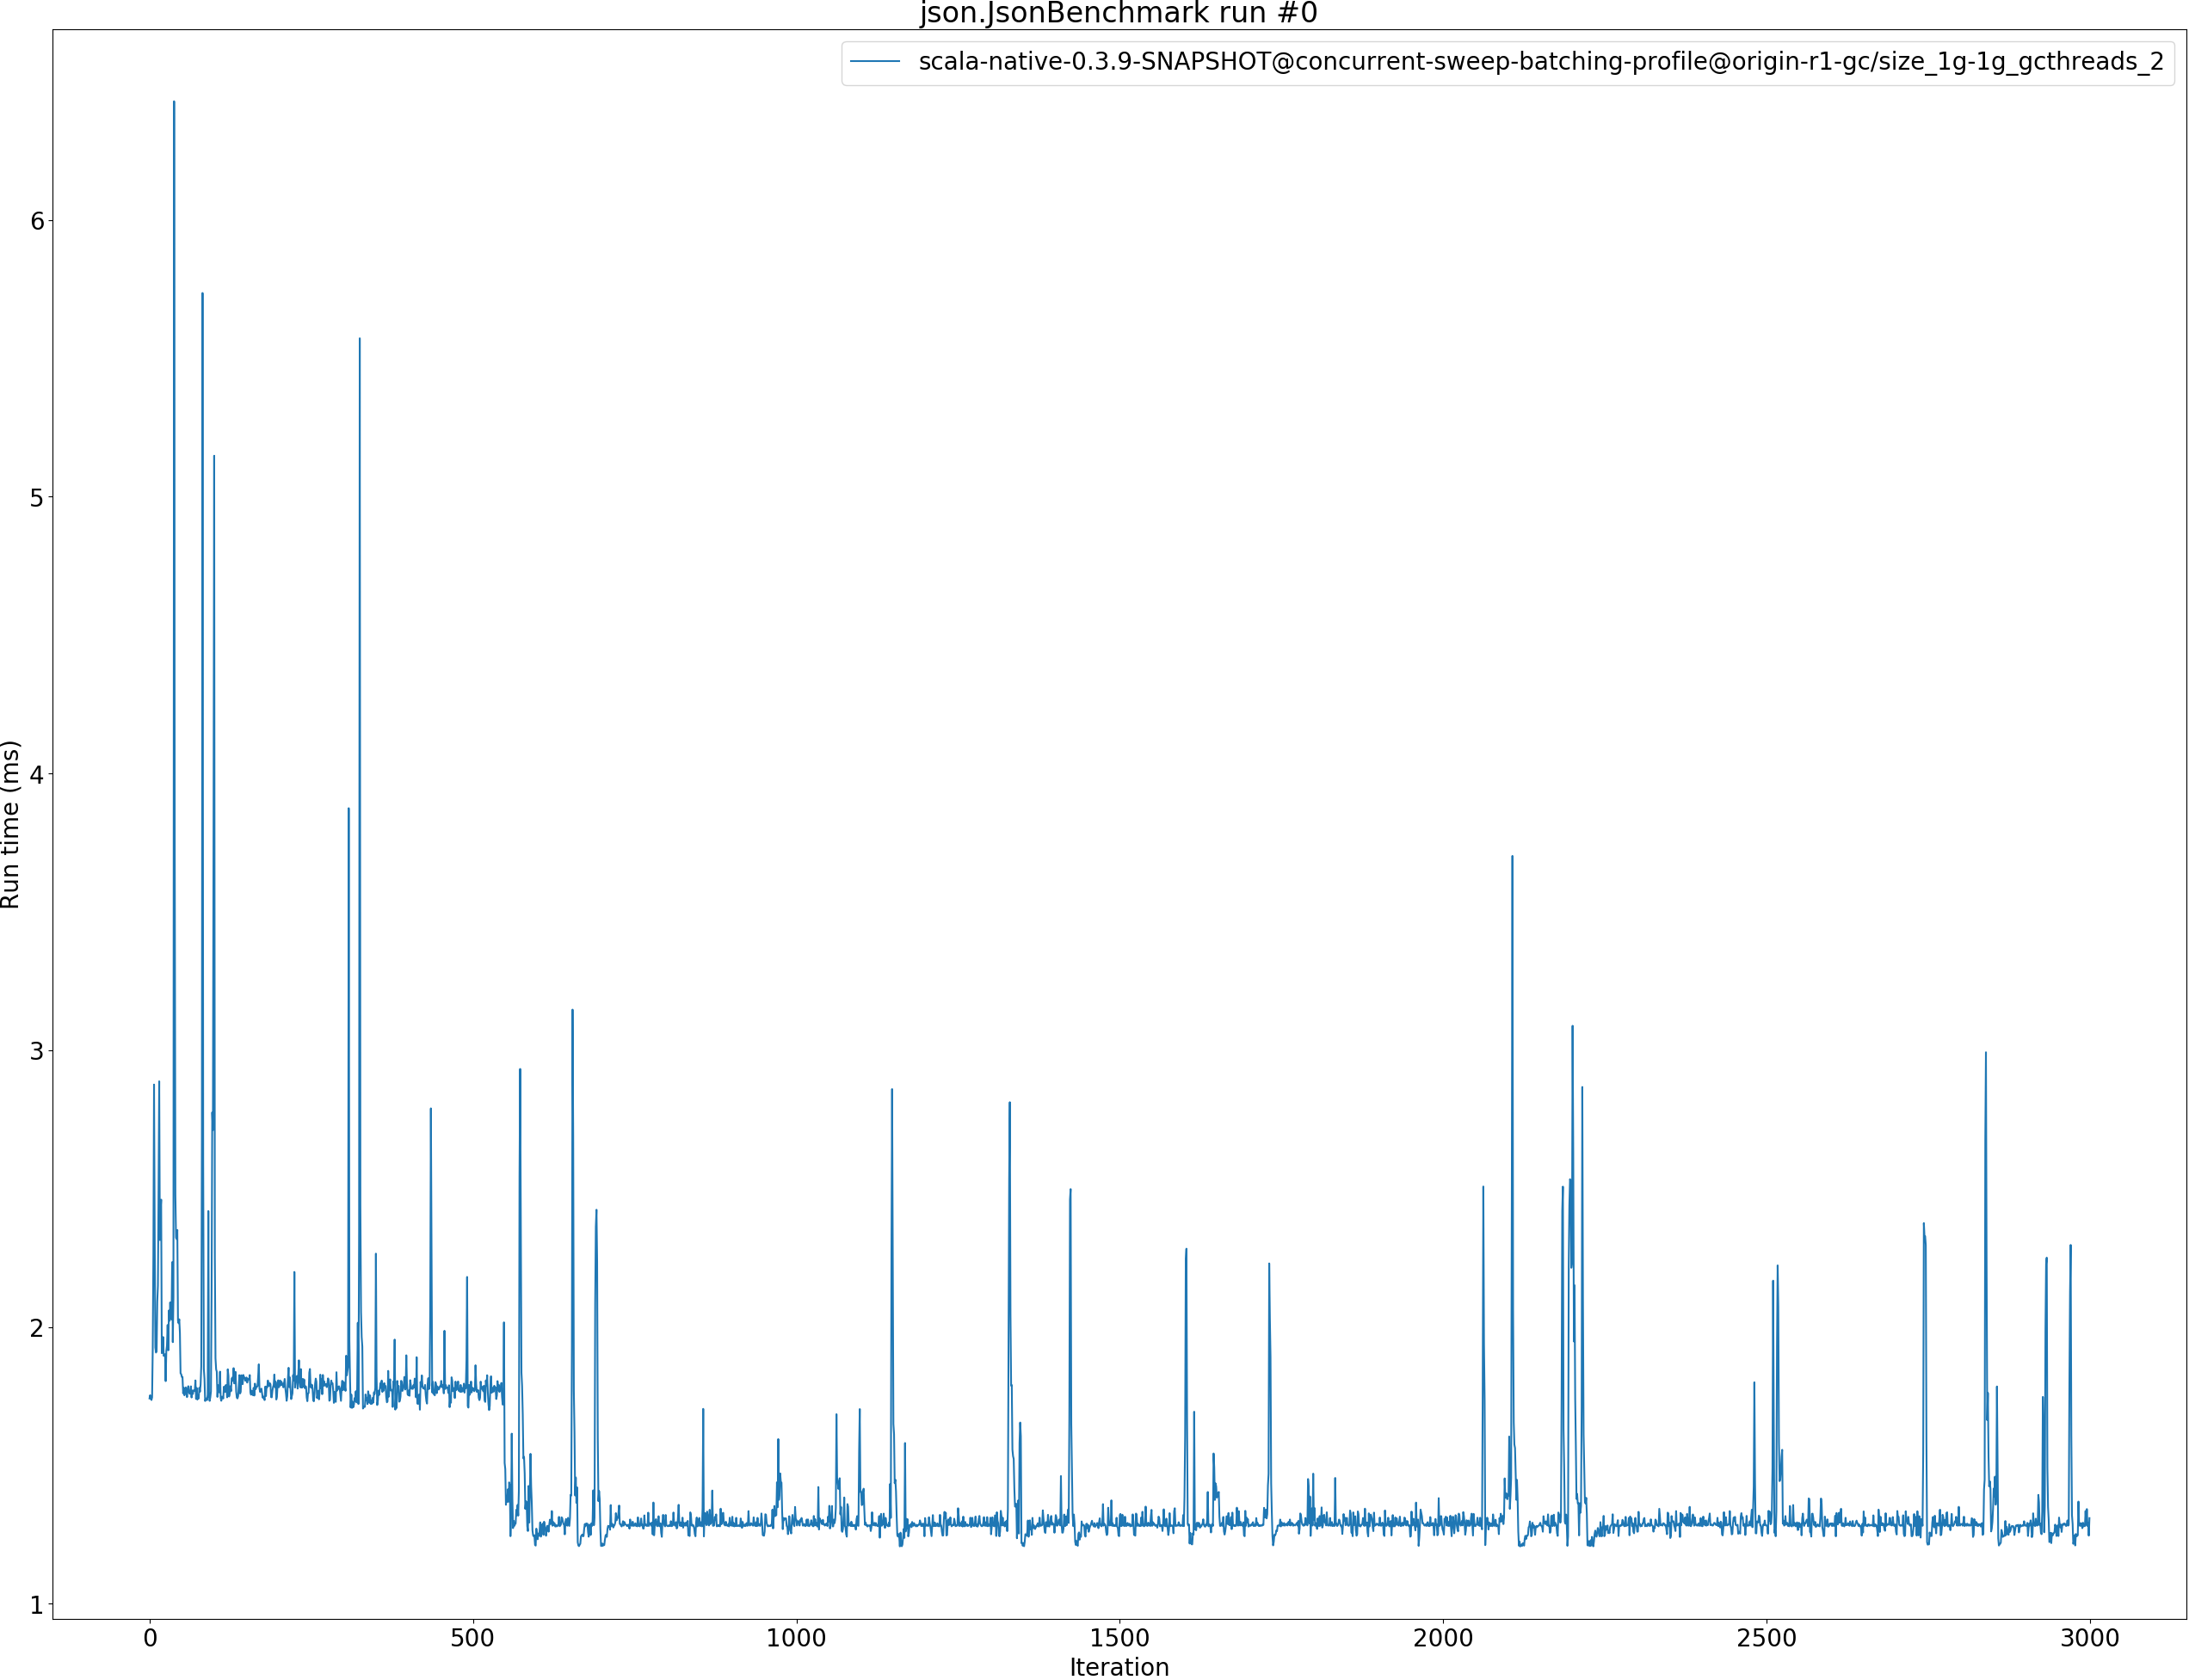 json.JsonBenchmark run #0
scala-native-0.3.9-SNAPSHOT@concurrent-sweep-batching-profile@origin-r1-gc/size_1g-1g_gcthreads_2
6
5
4
3
2
1
Run time (ms)
0 500 1000 1500 2000 2500 3000
Iteration